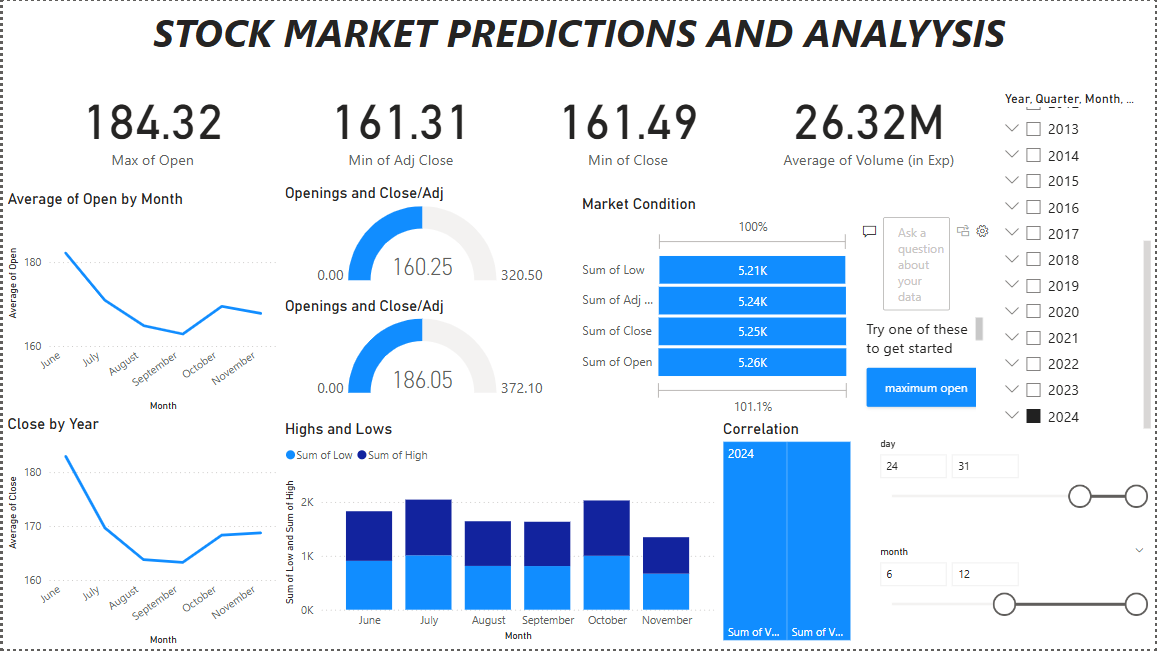 STOCK MARKET PREDICTIONS AND ANALYYSIS
184.32
Max of Open
161.31
Min of Adj Close
161.49
Min of Close
26.32M
Average of Volume (in Exp)
Year, Quarter, Month, ...
2013
2014
2015
2016
2017
2018
2019
2020
2021
2022
2023
2024
Average of Open by Month
Average of Open
180
160
June
July
August
September
October
November
Month
Openings and Close/Adj
0.00
160.25
320.50
Openings and Close/Adj
0.00
186.05
372.10
Market Condition
100%
Sum of Low
5.21K
Sum of Adj ...
5.24K
Sum of Close
5.25K
Sum of Open
5.26K
101.1%
Ask a
question
about
your
data
Try one of these
to get started
maximum open
Close by Year
Average of Close
180
170
160
June
July
August
September
October
November
Month
Highs and Lows
Sum of Low
Sum of High
Sum of Low and Sum of High
2K
1K
0K
June
July
August
September
October
November
Month
Correlation
2024
Sum of V...
Sum of V...
day
24
31
month
6
12